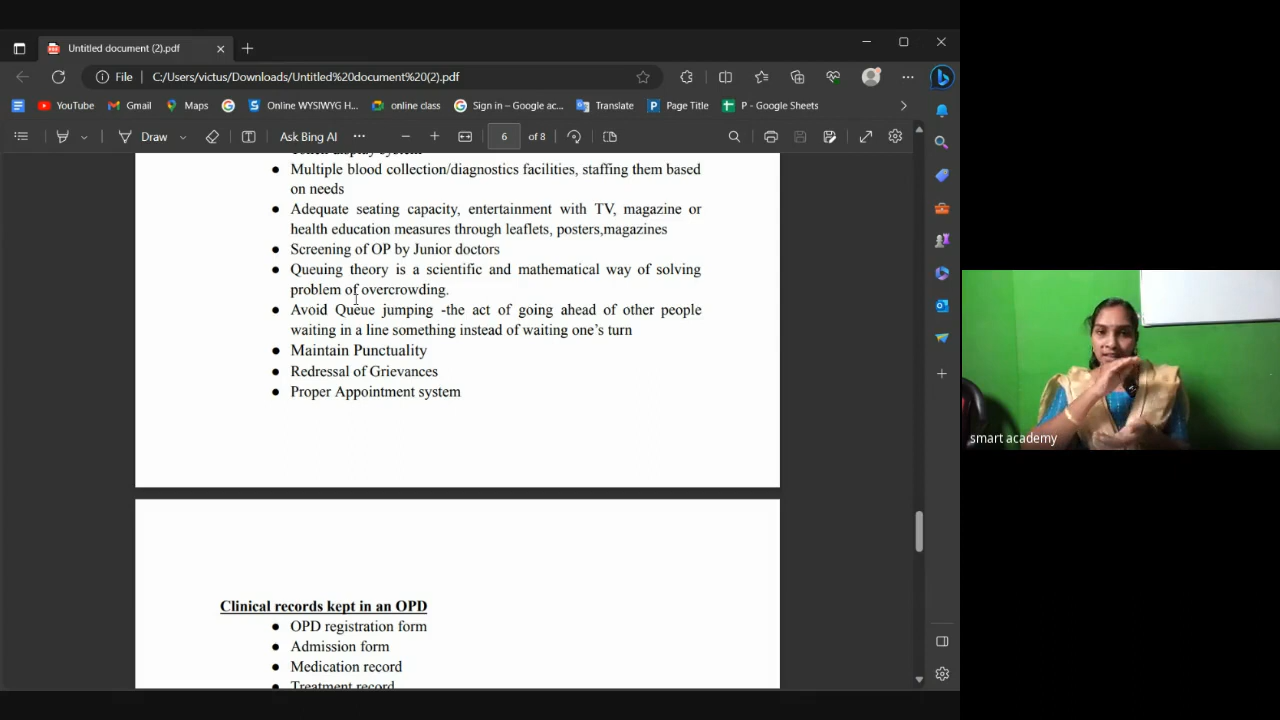 Untitled document (2).pdf
File C:/Users/victus/Downloads/Untitled%20document%20(2).pdf
YouTube Gmail Maps Online WYSIWYG H... online class Sign in – Google ac... Translate Page Title P - Google Sheets
Draw Ask Bing AI 6 of 8
● Multiple blood collection/diagnostics facilities, staffing them based
on needs
● Adequate seating capacity, entertainment with TV, magazine or
health education measures through leaflets, posters,magazines
● Screening of OP by Junior doctors
● Queuing theory is a scientific and mathematical way of solving
problem of overcrowding.
● Avoid Queue jumping -the act of going ahead of other people
waiting in a line something instead of waiting one's turn
● Maintain Punctuality
● Redressal of Grievances
● Proper Appointment system
Clinical records kept in an OPD
● OPD registration form
● Admission form
● Medication record
● Treatment record
smart academy